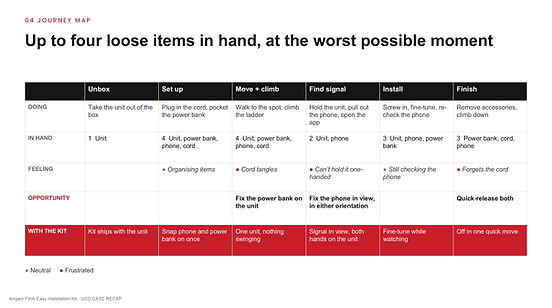 04 JOURNEY MAP
Up to four loose items in hand, at the worst possible moment
Unbox Set up Move + climb Find signal Install Finish
DOING
Take the unit out of the
box
Plug in the cord, pocket
the power bank
Walk to the spot, climb
the ladder
Hold the unit, pull out
the phone, open the
app
Screw in, fine-tune, re-
check the phone
Remove accessories,
climb down
IN HAND
1 Unit
4 Unit, power bank,
phone, cord
4 Unit, power bank,
phone, cord
2 Unit, phone
3 Unit, phone, power
bank
3 Power bank, cord,
phone
FEELING
● Organising items
● Cord tangles
● Can't hold it one-
handed
● Still checking the
phone
● Forgets the cord
OPPORTUNITY
Fix the power bank on
the unit
Fix the phone in view,
in either orientation
Quick-release both
WITH THE KIT
Kit ships with the unit
Snap phone and power
bank on once
One unit, nothing
swinging
Signal in view, both
hands on the unit
Fine-tune while
watching
Off in one quick move
● Neutral ● Frustrated
Airgain FWA Easy Installation Kit · UCD CASE RECAP